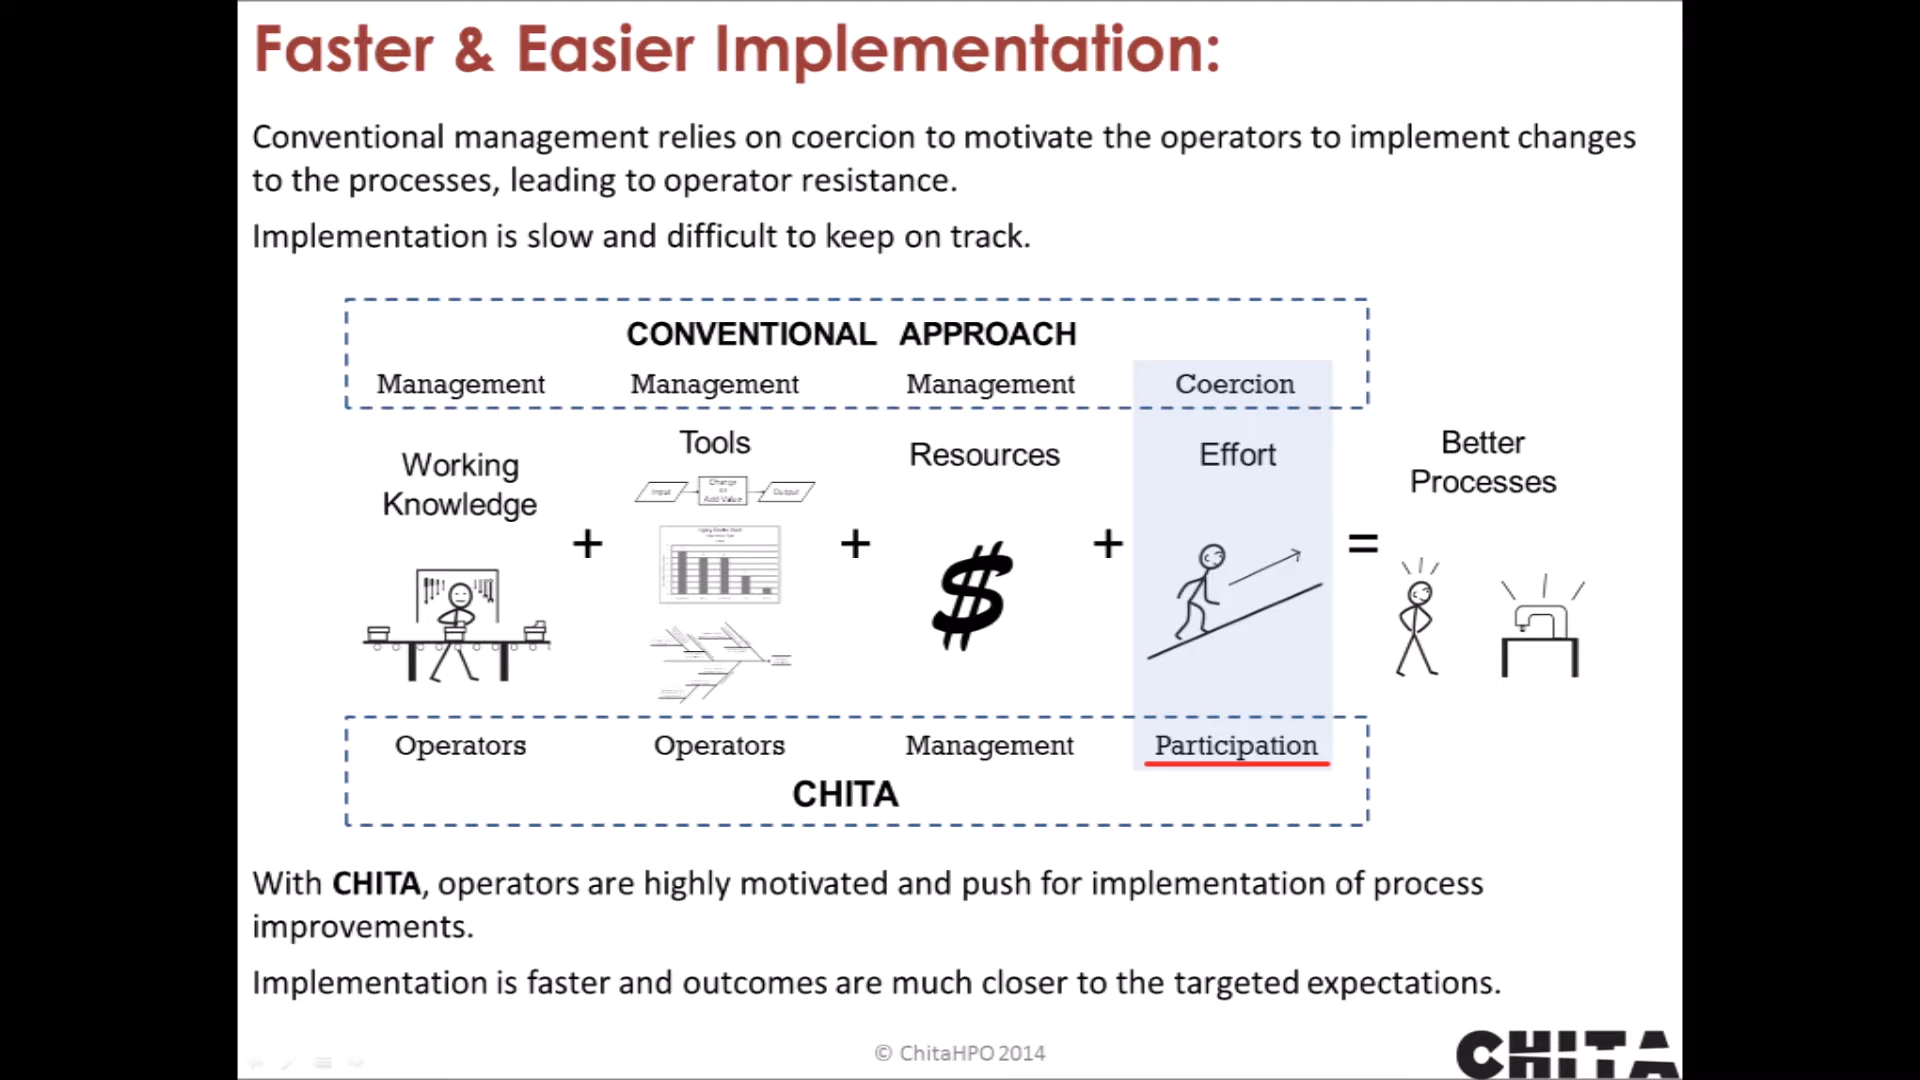 Faster & Easier Implementation:
Conventional management relies on coercion to motivate the operators to implement changes
to the processes, leading to operator resistance.
Implementation is slow and difficult to keep on track.
CONVENTIONAL APPROACH
Management Management Management Coercion
Working
Knowledge
Tools
Input
Change
or
Add Value
Output
Resources
Effort
Better
Processes
+ + + =
$
Operators Operators Management Participation
CHITA
With CHITA, operators are highly motivated and push for implementation of process
improvements.
Implementation is faster and outcomes are much closer to the targeted expectations.
© ChitaHPO 2014
CHITA